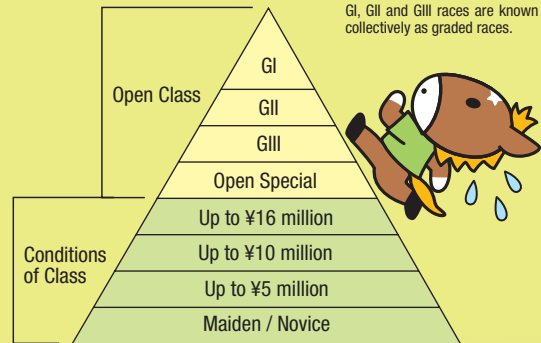 GI, GII and GIII races are known
collectively as graded races.
Open Class
GI
GII
GIII
Open Special
Conditions
of Class
Up to ¥16 million
Up to ¥10 million
Up to ¥5 million
Maiden / Novice